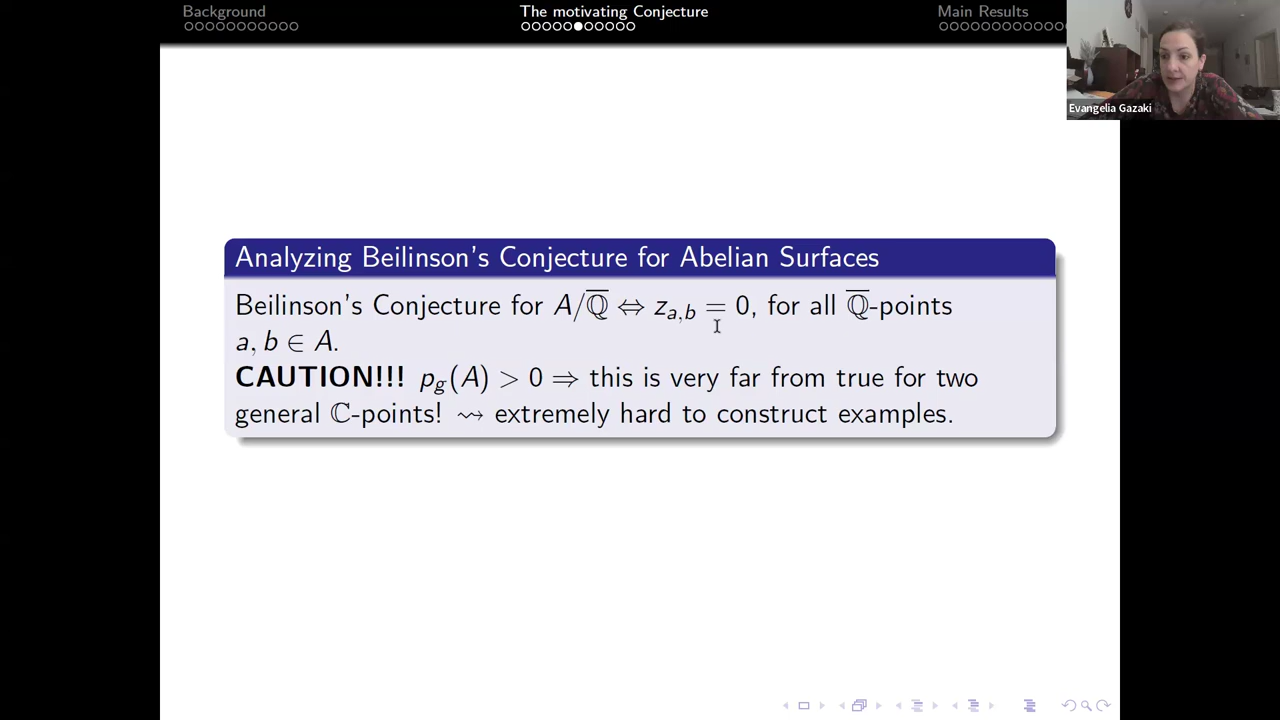 Background
The motivating Conjecture
Main Results
Evangelia Gazaki
Analyzing Beilinson's Conjecture for Abelian Surfaces
Beilinson's Conjecture for A/ℚ̅ ⇔ z_{a,b} = 0, for all ℚ̅-points
a, b ∈ A.
CAUTION!!! p_g(A) > 0 ⇒ this is very far from true for two
general ℂ-points! ⇝ extremely hard to construct examples.